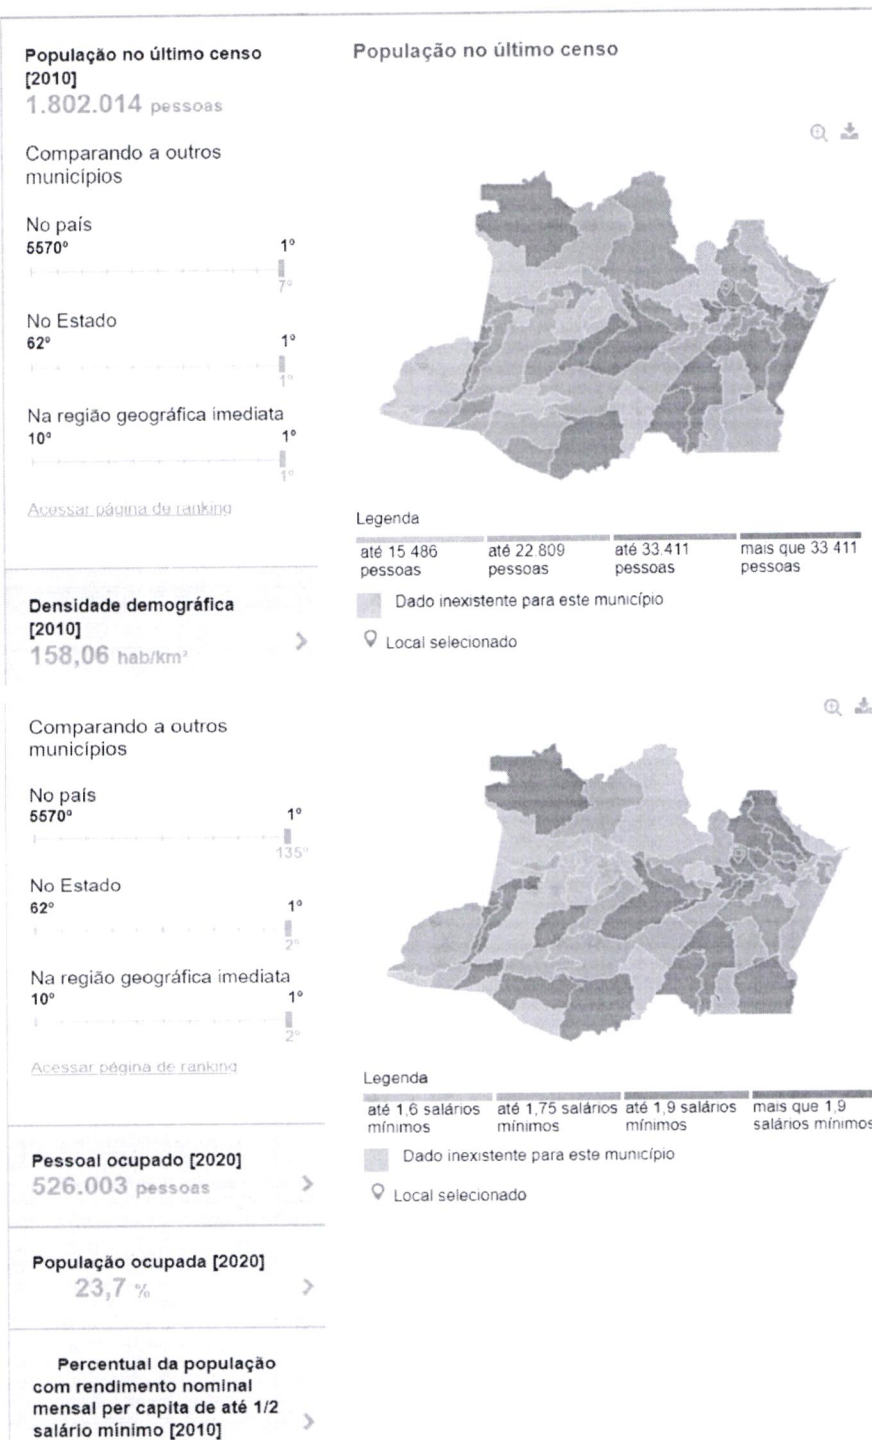 População no último censo
[2010]
1.802.014 pessoas
Comparando a outros
municípios
No país
5570º 1º
7º
No Estado
62º 1º
1º
Na região geográfica imediata
10º 1º
1º
Acessar página de ranking
Densidade demográfica
[2010]
158,06 hab/km²
População no último censo
Legenda
até 15 486 pessoas
até 22.809 pessoas
até 33.411 pessoas
mais que 33 411 pessoas
Dado inexistente para este município
Local selecionado
Comparando a outros
municípios
No país
5570º 1º
135º
No Estado
62º 1º
2º
Na região geográfica imediata
10º 1º
2º
Acessar página de ranking
Pessoal ocupado [2020]
526.003 pessoas
População ocupada [2020]
23,7 %
Percentual da população
com rendimento nominal
mensal per capita de até 1/2
salário mínimo [2010]
Legenda
até 1,6 salários mínimos
até 1,75 salários mínimos
até 1,9 salários mínimos
mais que 1,9 salários mínimos
Dado inexistente para este município
Local selecionado